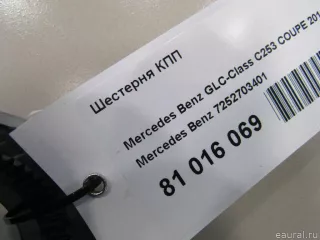 Шестерня КПП
Mercedes Benz GLC-Class C253 COUPE 201
Mercedes Benz 7252703401
81 016 069
eaural.ru